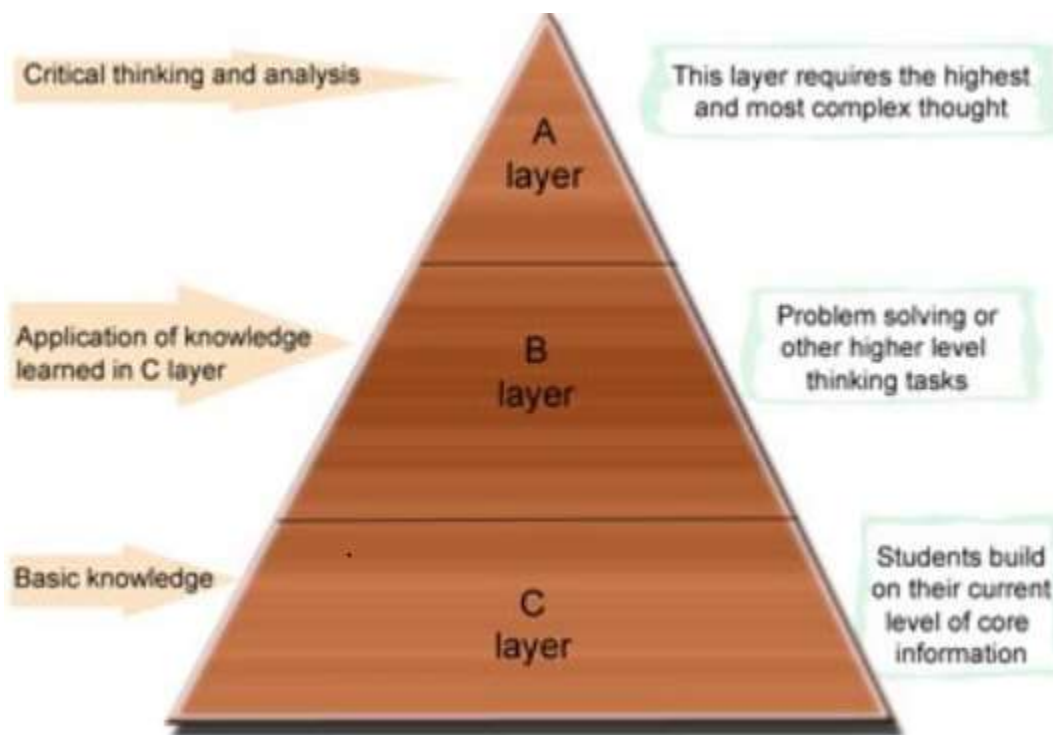 Critical thinking and analysis
This layer requires the highest
and most complex thought
A
layer
Application of knowledge
learned in C layer
Problem solving or
other higher level
thinking tasks
B
layer
Basic knowledge
Students build
on their current
level of core
information
C
layer